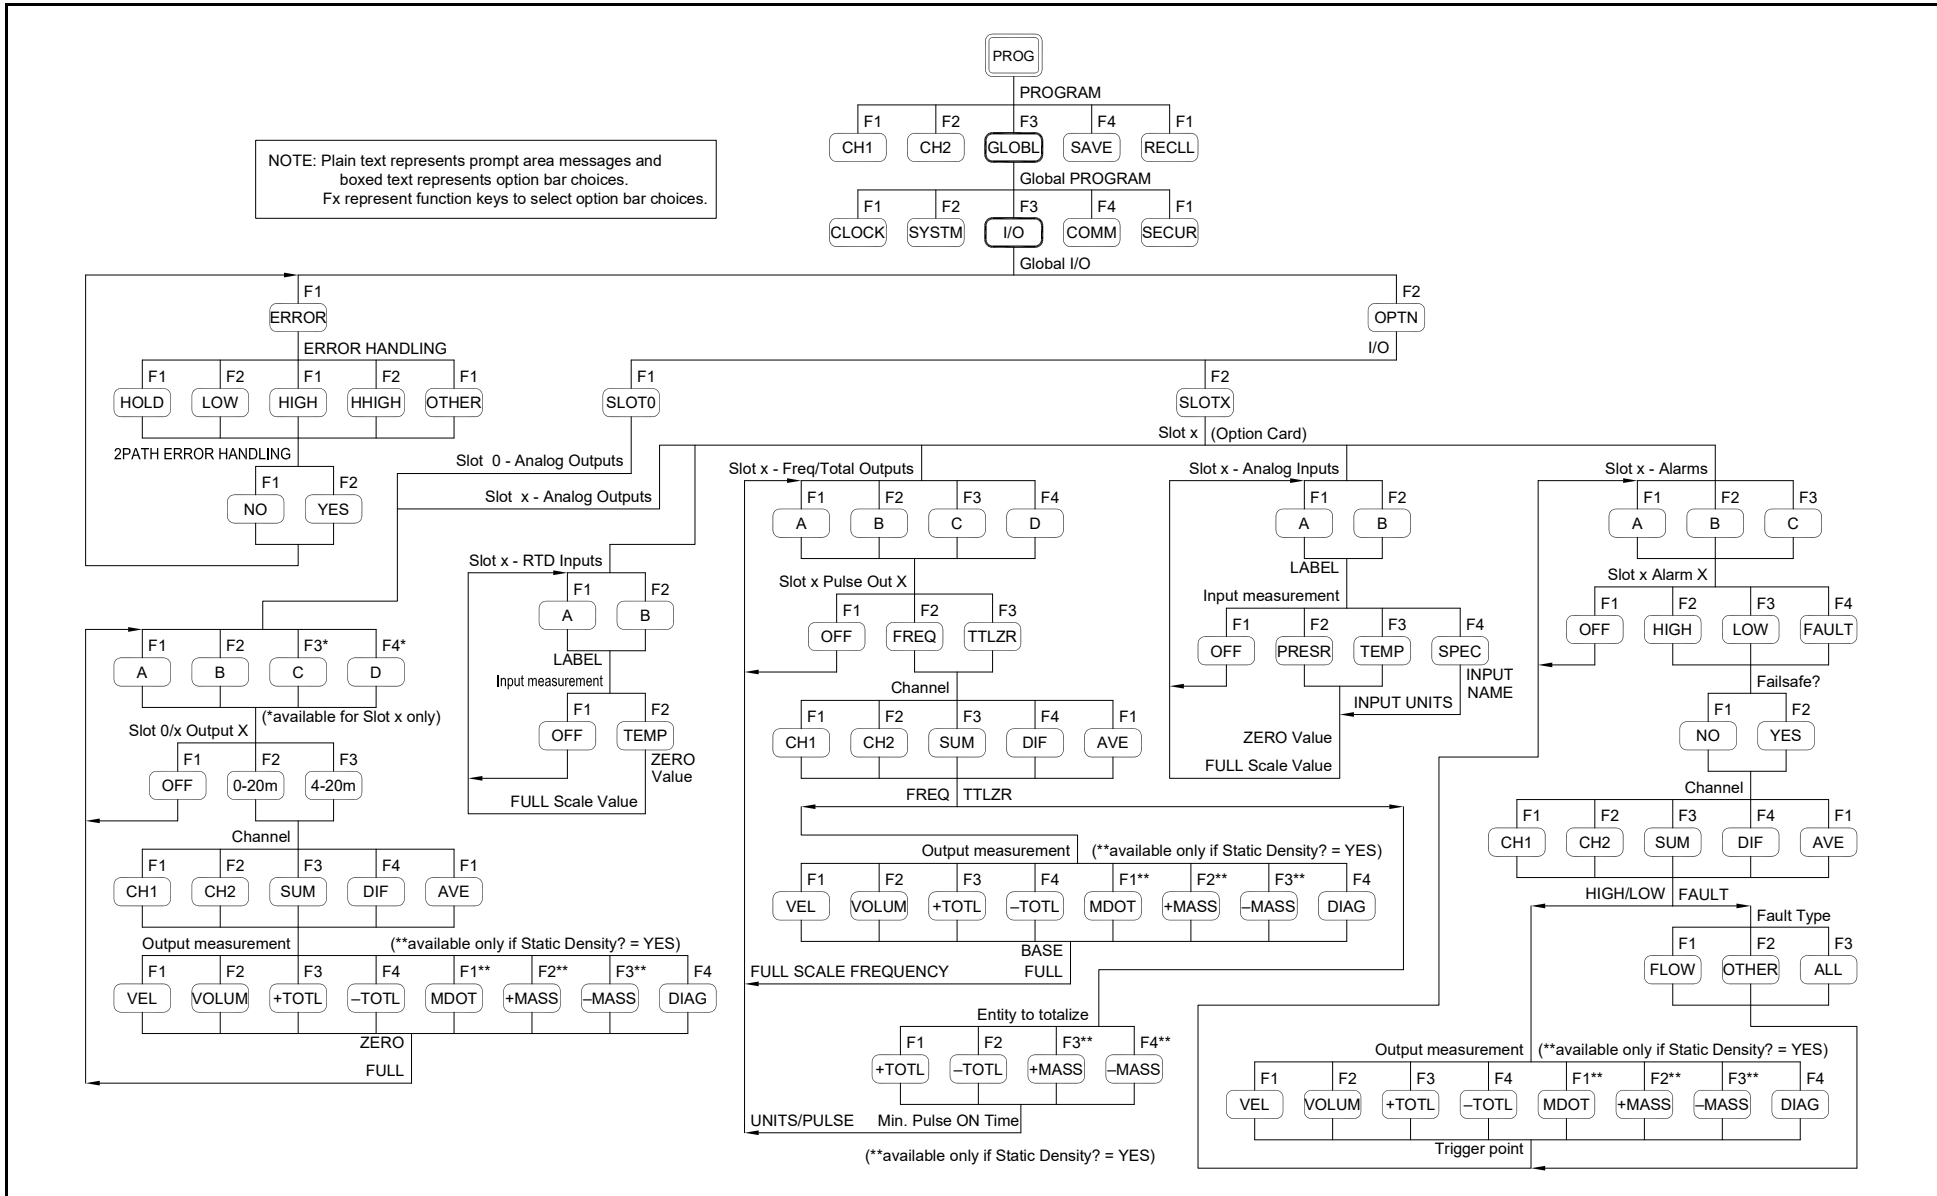 PROG
PROGRAM
F1 F2 F3 F4 F1
CH1 CH2 GLOBL SAVE RECLL
NOTE: Plain text represents prompt area messages and
boxed text represents option bar choices.
Fx represent function keys to select option bar choices.
Global PROGRAM
F1 F2 F3 F4 F1
CLOCK SYSTM I/O COMM SECUR
Global I/O
F1 F2
ERROR OPTN
ERROR HANDLING I/O
F1 F2 F1 F2 F1 F1 F2
HOLD LOW HIGH HHIGH OTHER SLOT0 SLOTX
Slot x (Option Card)
2PATH ERROR HANDLING
F1 F2
NO YES
Slot 0 - Analog Outputs
Slot x - Analog Outputs
F1 F2 F3* F4*
A B C D
(*available for Slot x only)
Slot 0/x Output X
F1 F2 F3
OFF 0-20m 4-20m
Channel
F1 F2 F3 F4 F1
CH1 CH2 SUM DIF AVE
Output measurement (**available only if Static Density? = YES)
F1 F2 F3 F4 F1** F2** F3** F4
VEL VOLUM +TOTL –TOTL MDOT +MASS –MASS DIAG
ZERO
FULL
Slot x - RTD Inputs
F1 F2
A B
LABEL
Input measurement
F1 F2
OFF TEMP
ZERO
Value
FULL Scale Value
Slot x - Freq/Total Outputs
F1 F2 F3 F4
A B C D
Slot x Pulse Out X
F1 F2 F3
OFF FREQ TTLZR
Channel
F1 F2 F3 F4 F1
CH1 CH2 SUM DIF AVE
FREQ TTLZR
Output measurement (**available only if Static Density? = YES)
F1 F2 F3 F4 F1** F2** F3** F4
VEL VOLUM +TOTL –TOTL MDOT +MASS –MASS DIAG
BASE
FULL SCALE FREQUENCY FULL
Entity to totalize
F1 F2 F3** F4**
+TOTL –TOTL +MASS –MASS
UNITS/PULSE Min. Pulse ON Time
(**available only if Static Density? = YES)
Slot x - Analog Inputs
F1 F2
A B
LABEL
Input measurement
F1 F2 F3 F4
OFF PRESR TEMP SPEC
INPUT
NAME
INPUT UNITS
ZERO Value
FULL Scale Value
Slot x - Alarms
F1 F2 F3
A B C
Slot x Alarm X
F1 F2 F3 F4
OFF HIGH LOW FAULT
Failsafe?
F1 F2
NO YES
Channel
F1 F2 F3 F4 F1
CH1 CH2 SUM DIF AVE
HIGH/LOW FAULT
Fault Type
F1 F2 F3
FLOW OTHER ALL
Output measurement (**available only if Static Density? = YES)
F1 F2 F3 F4 F1** F2** F3** F4
VEL VOLUM +TOTL –TOTL MDOT +MASS –MASS DIAG
Trigger point